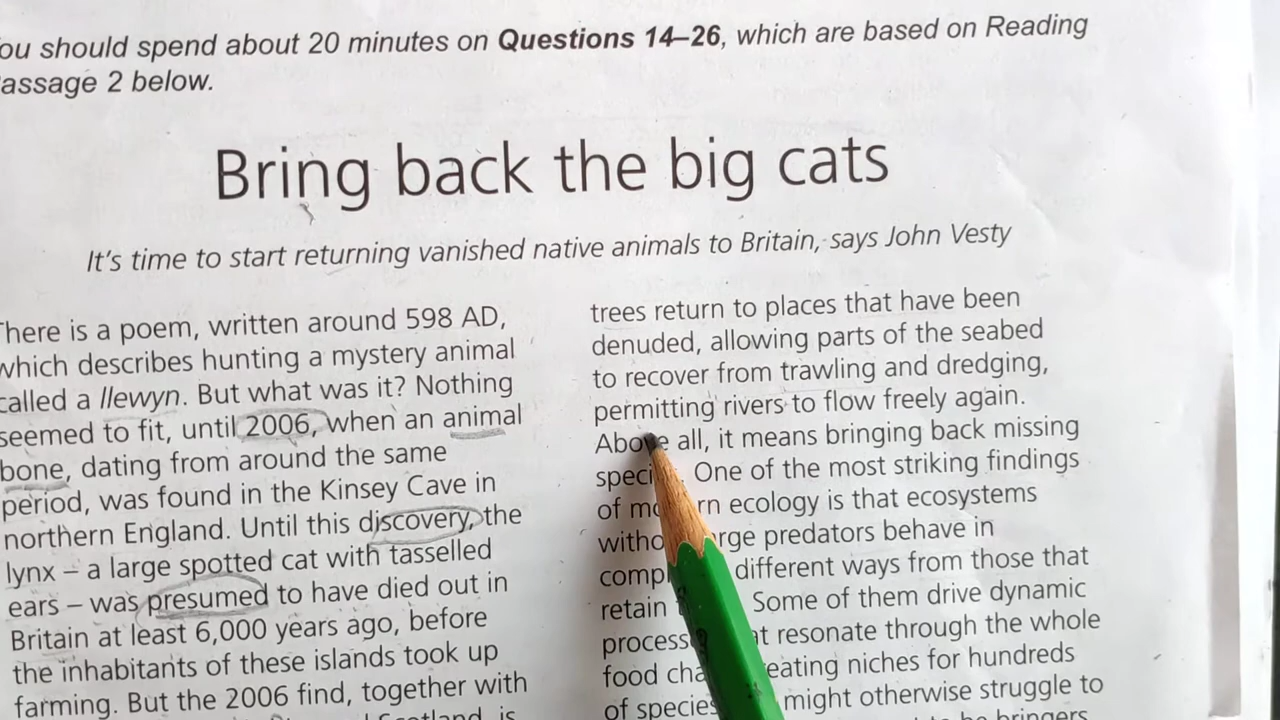 ou should spend about 20 minutes on Questions 14–26, which are based on Reading
assage 2 below.
Bring back the big cats
It's time to start returning vanished native animals to Britain, says John Vesty
There is a poem, written around 598 AD,
which describes hunting a mystery animal
called a llewyn. But what was it? Nothing
seemed to fit, until 2006, when an animal
bone, dating from around the same
period, was found in the Kinsey Cave in
northern England. Until this discovery, the
lynx – a large spotted cat with tasselled
ears – was presumed to have died out in
Britain at least 6,000 years ago, before
the inhabitants of these islands took up
farming. But the 2006 find, together with
Scotland, is
trees return to places that have been
denuded, allowing parts of the seabed
to recover from trawling and dredging,
permitting rivers to flow freely again.
Above all, it means bringing back missing
speci . One of the most striking findings
of mo rn ecology is that ecosystems
witho rge predators behave in
comp different ways from those that
retain Some of them drive dynamic
process at resonate through the whole
food cha eating niches for hundreds
of species might otherwise struggle to
bringers